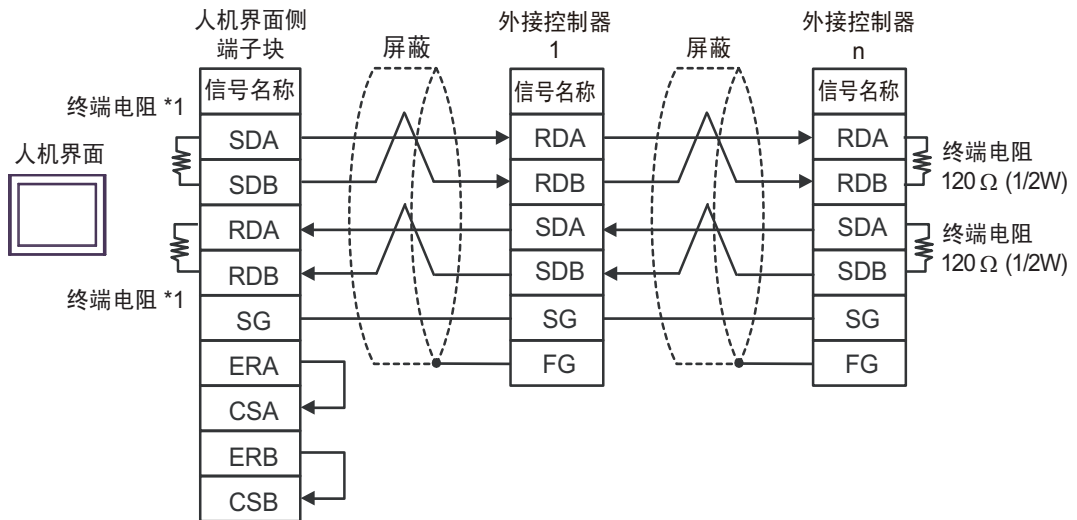 人机界面侧
端子块
屏蔽
外接控制器
1
屏蔽
外接控制器
n
终端电阻 *1
人机界面
终端电阻 *1
信号名称
SDA
SDB
RDA
RDB
SG
ERA
CSA
ERB
CSB
信号名称
RDA
RDB
SDA
SDB
SG
FG
信号名称
RDA
RDB
SDA
SDB
SG
FG
终端电阻
120 Ω (1/2W)
终端电阻
120 Ω (1/2W)